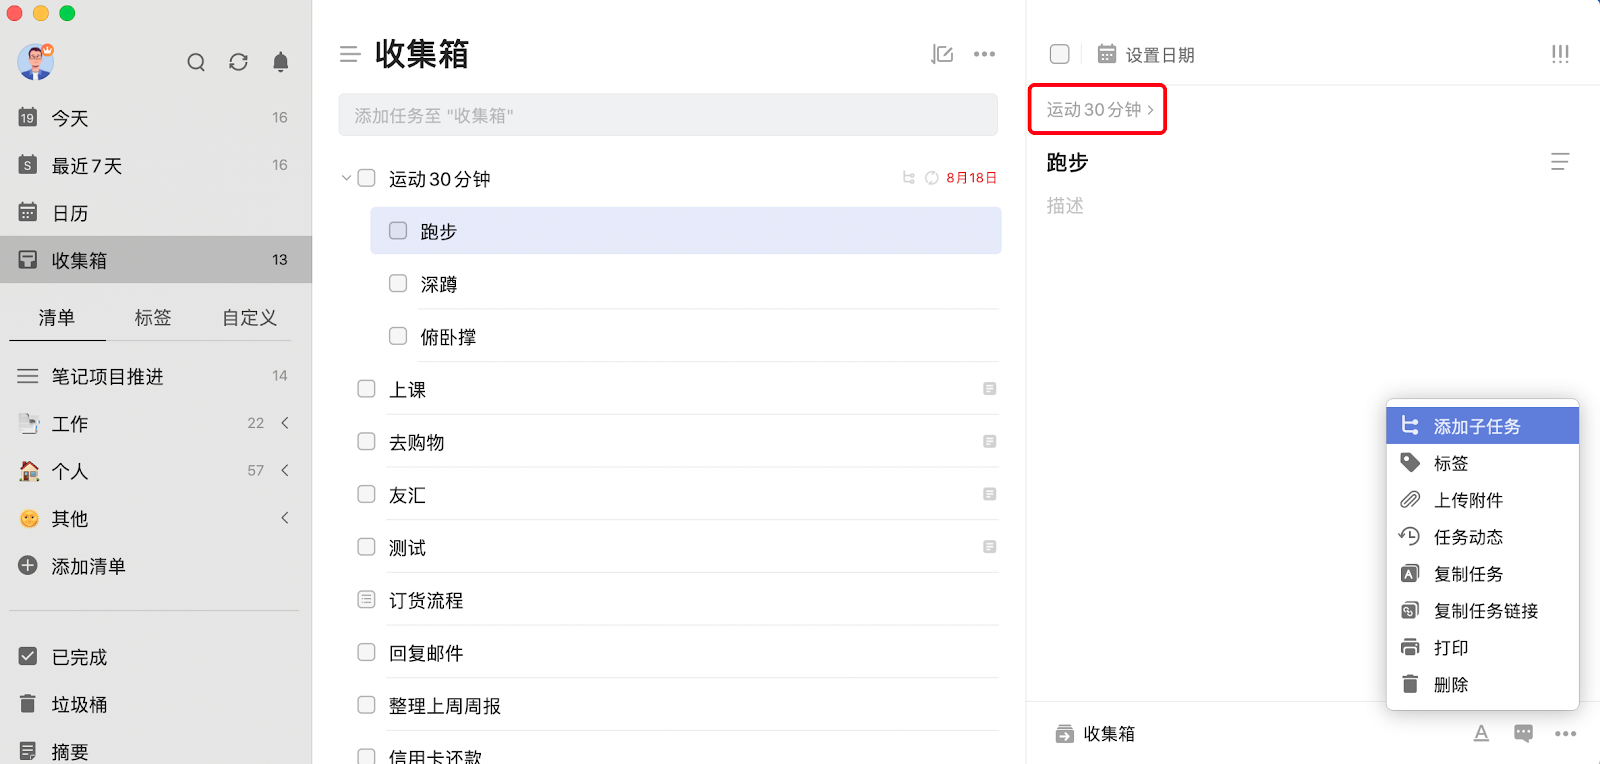 19 今天 16
S 最近7天 16
日历
收集箱 13
清单 标签 自定义
笔记项目推进 14
工作 22
个人 57
其他
添加清单
已完成
垃圾桶
摘要
收集箱
添加任务至 "收集箱"
运动30分钟 8月18日
跑步
深蹲
俯卧撑
上课
去购物
友汇
测试
订货流程
回复邮件
整理上周周报
信用卡还款
设置日期
运动30分钟 >
跑步
描述
添加子任务
标签
上传附件
任务动态
复制任务
复制任务链接
打印
删除
收集箱